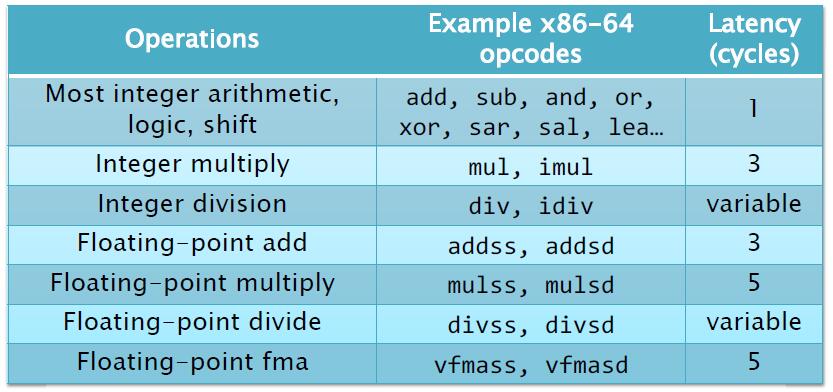 Operations Example x86-64 opcodes Latency (cycles)
Most integer arithmetic, logic, shift add, sub, and, or, xor, sar, sal, lea… 1
Integer multiply mul, imul 3
Integer division div, idiv variable
Floating-point add addss, addsd 3
Floating-point multiply mulss, mulsd 5
Floating-point divide divss, divsd variable
Floating-point fma vfmass, vfmasd 5